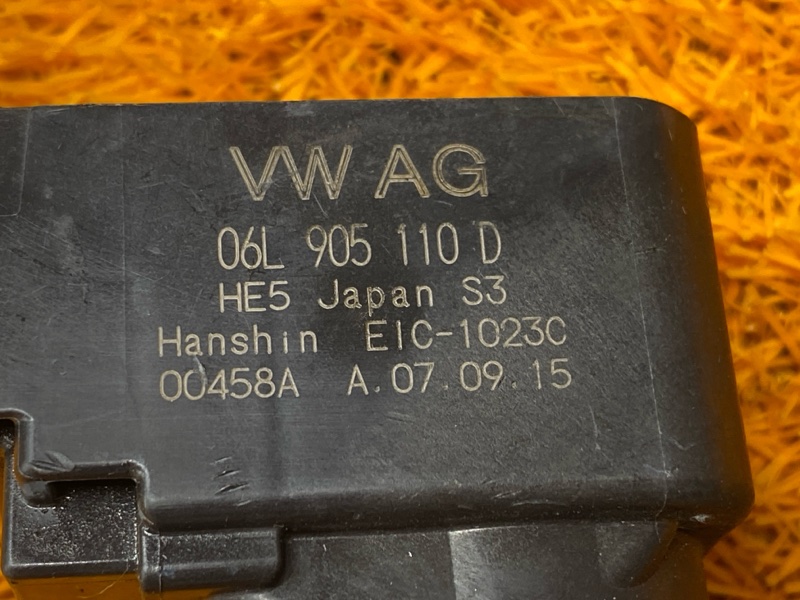 VW AG
06L 905 110 D
HE5 Japan S3
Hanshin EIC-1023C
00458A A.07.09.15